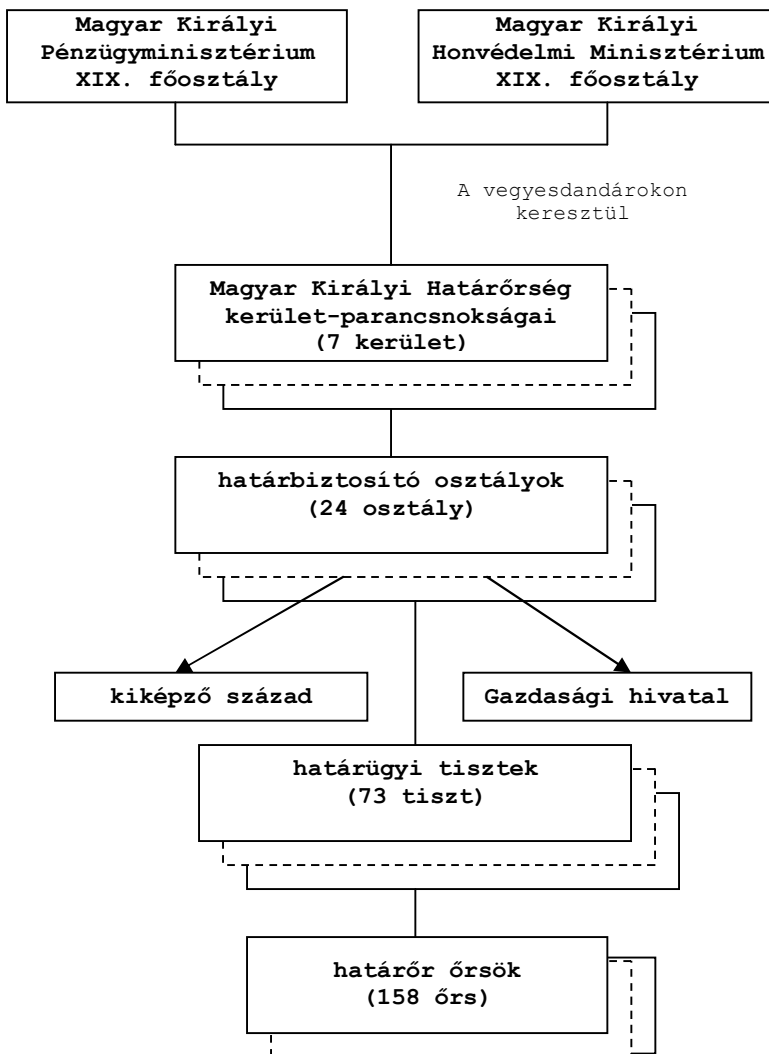 Magyar Királyi
Pénzügyminisztérium
XIX. főosztály
Magyar Királyi
Honvédelmi Minisztérium
XIX. főosztály
A vegyesdandárokon
keresztül
Magyar Királyi Határőrség
kerület-parancsnokságai
(7 kerület)
határbiztosító osztályok
(24 osztály)
kiképző század
Gazdasági hivatal
határügyi tisztek
(73 tiszt)
határőr őrsök
(158 őrs)